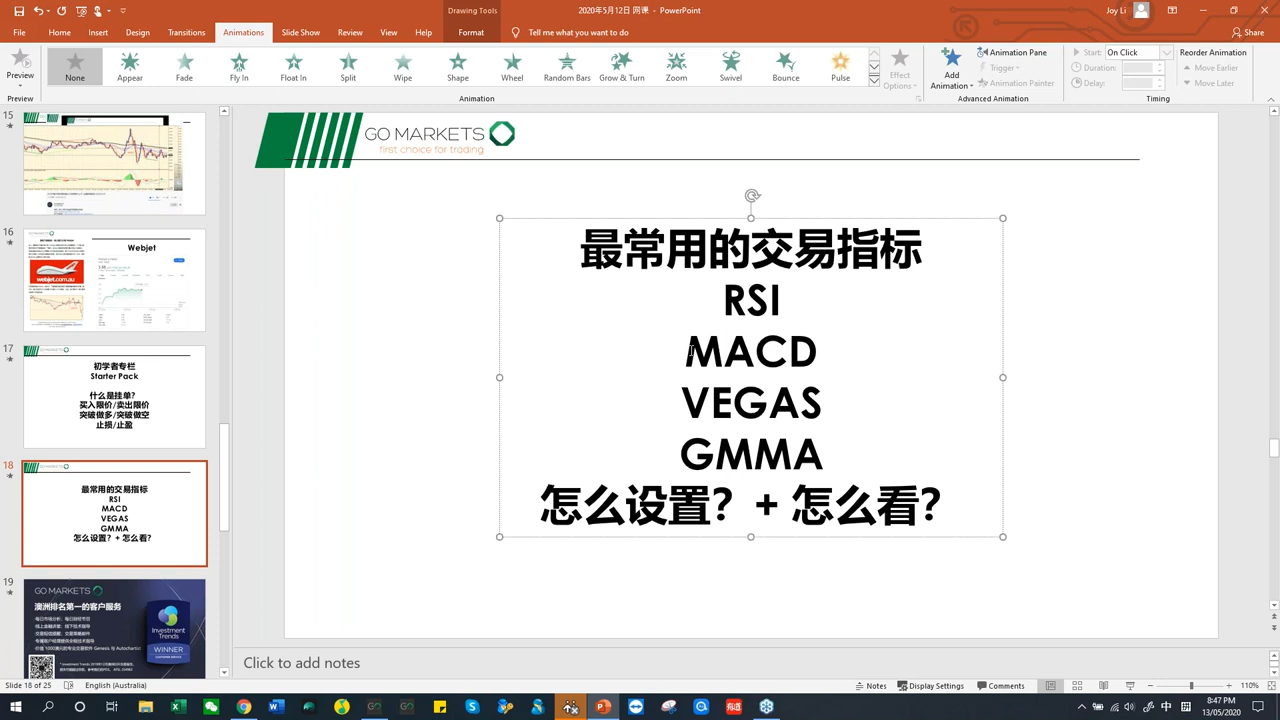 Drawing Tools
2020年5月12日 网课 - PowerPoint
Joy Li
File Home Insert Design Transitions Animations Slide Show Review View Help Format Tell me what you want to do
Share
Preview
None Appear Fade Fly In Float In Split Wipe Shape Wheel Random Bars Grow & Turn Zoom Swivel Bounce Pulse
Effect Options
Add Animation
Animation Pane
Trigger
Animation Painter
Start: On Click
Duration:
Delay:
Reorder Animation
Move Earlier
Move Later
Preview Animation Advanced Animation Timing
15
16
Webjet
webjet.com.au
17
初学者专栏
Starter Pack
什么是挂单?
买入限价/卖出限价
突破做多/突破做空
止损/止盈
18
最常用的交易指标
RSI
MACD
VEGAS
GMMA
怎么设置? + 怎么看?
19
GO MARKETS
澳洲排名第一的客户服务
Investment Trends
WINNER
GO MARKETS
first choice for trading
最常用的交易指标
RSI
MACD
VEGAS
GMMA
怎么设置? + 怎么看?
Click to add notes
Slide 18 of 25 English (Australia)
Notes Display Settings Comments 110%
8:47 PM
13/05/2020